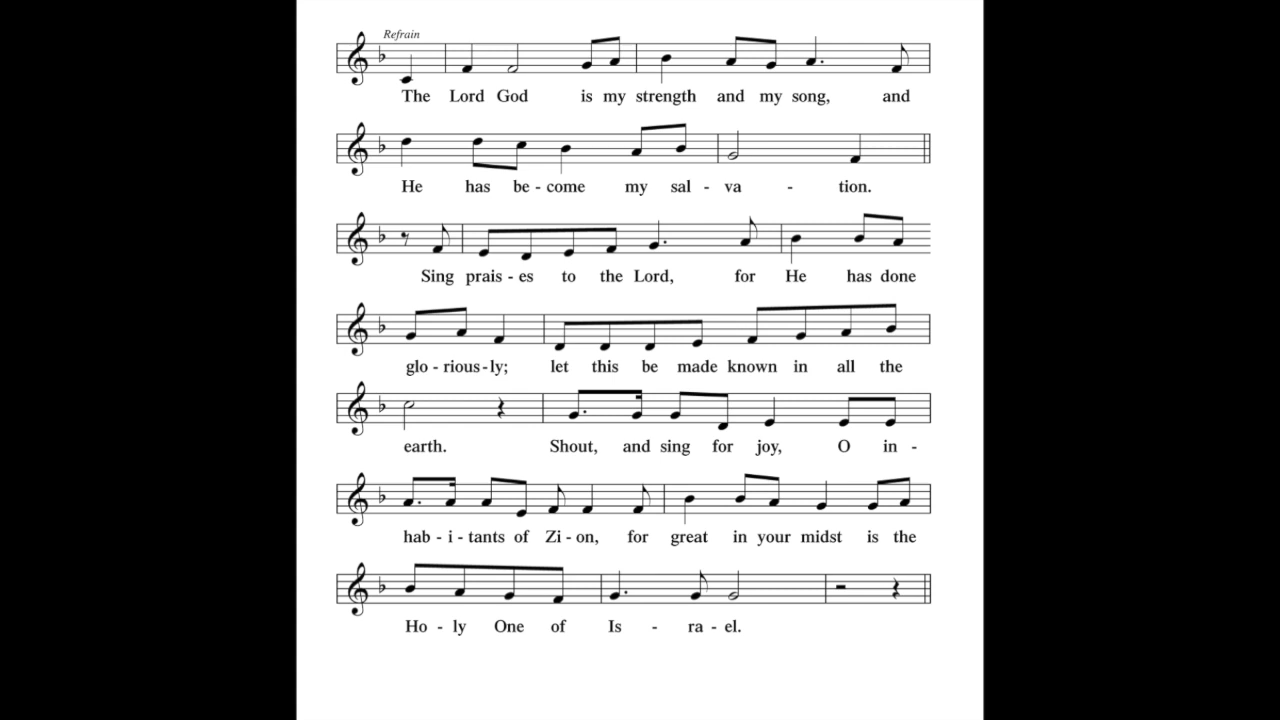 Refrain
The Lord God is my strength and my song, and
He has be - come my sal - va - tion.
Sing prais - es to the Lord, for He has done
glo - rious - ly; let this be made known in all the
earth. Shout, and sing for joy, O in -
hab - i - tants of Zi - on, for great in your midst is the
Ho - ly One of Is - ra - el.